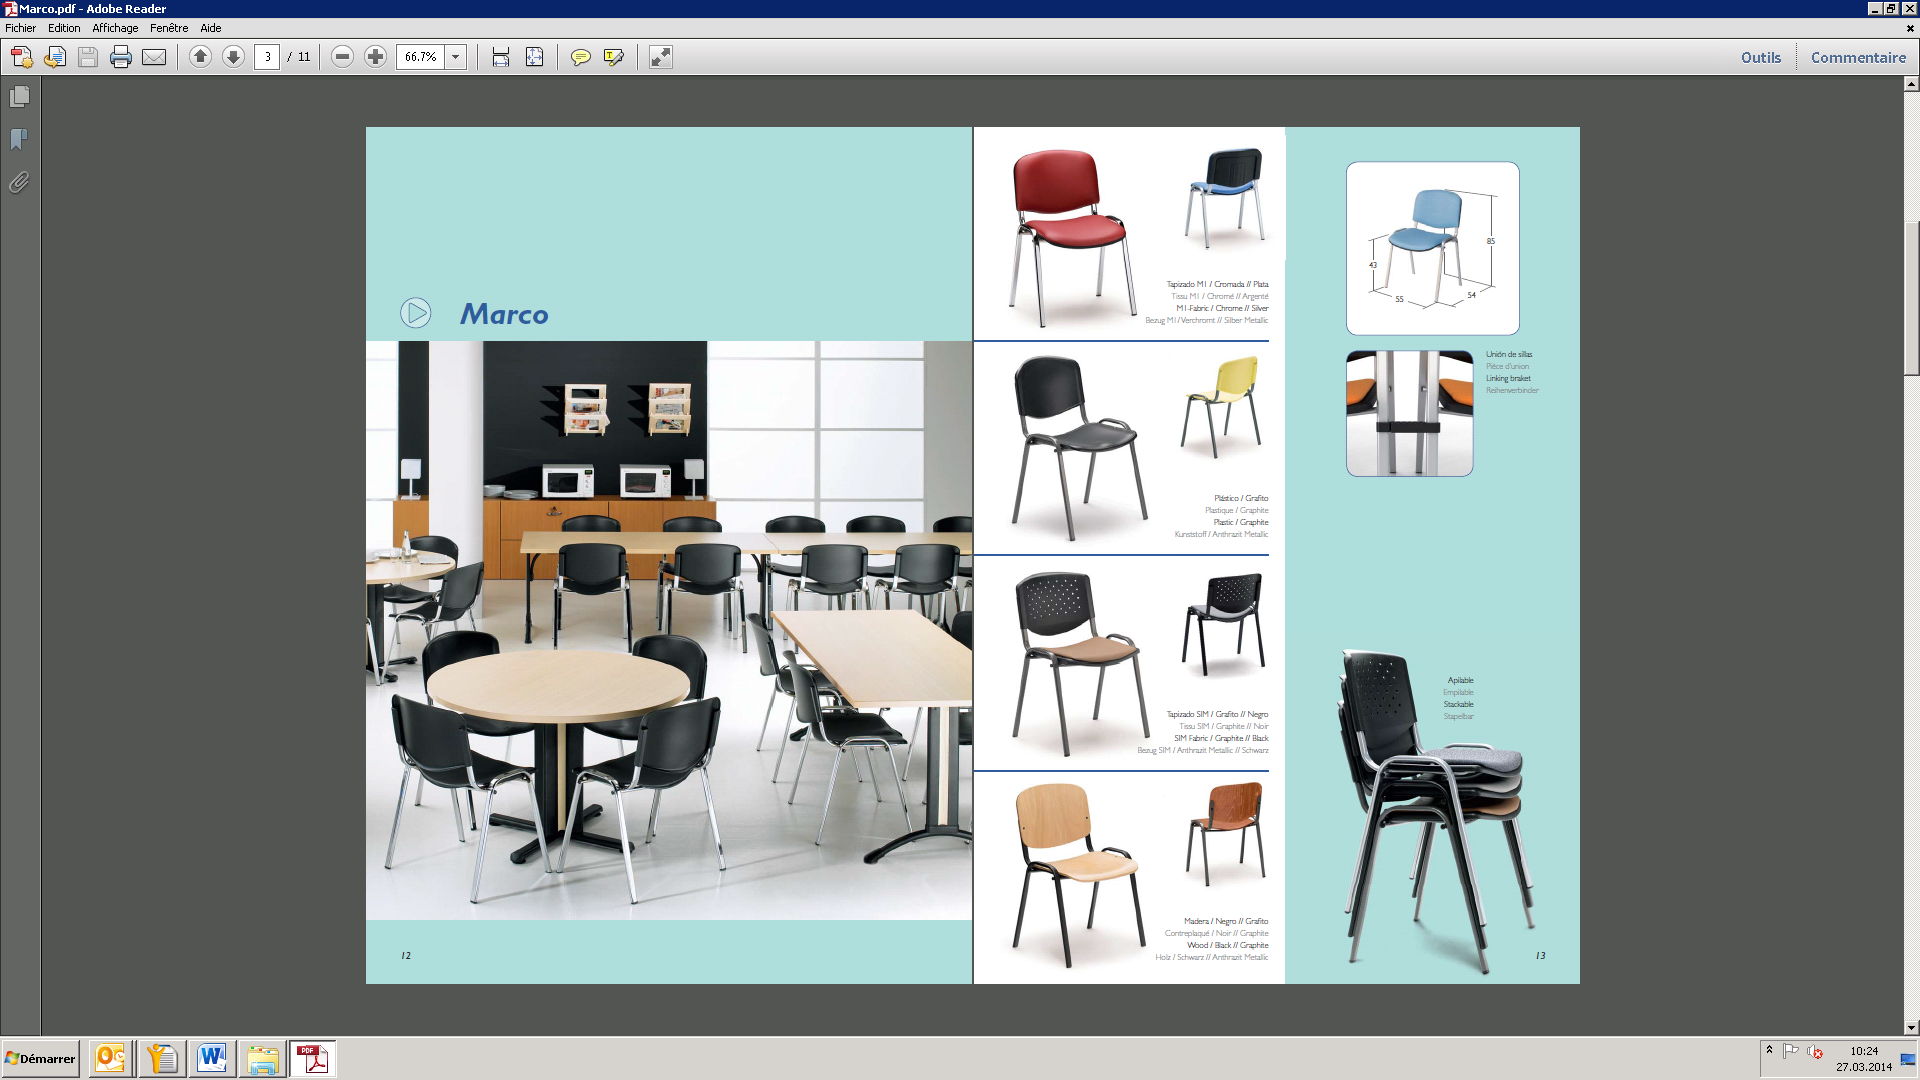 Marco.pdf - Adobe Reader
Fichier Edition Affichage Fenêtre Aide
3 / 11 66.7% Outils Commentaire
Marco
12
Tapizado M1 / Cromada // Plata
Tissu M1 / Chromé // Argenté
M1-Fabric / Chrome // Silver
Bezug M1/Verchromt // Silber Metallic
Plástico / Grafito
Plastique / Graphite
Plastic / Graphite
Kunststoff / Anthrazit Metallic
Tapizado SIM / Grafito // Negro
Tissu SIM / Graphite // Noir
SIM Fabric / Graphite // Black
Bezug SIM / Anthrazit Metallic // Schwarz
Madera / Negro // Grafito
Contreplaqué / Noir // Graphite
Wood / Black // Graphite
Holz / Schwarz // Anthrazit Metallic
85
43
55
54
Unión de sillas
Pièce d'union
Linking braket
Reihenverbinder
Apilable
Empilable
Stackable
Stapelbar
13
Démarrer
PDF
10:24
27.03.2014